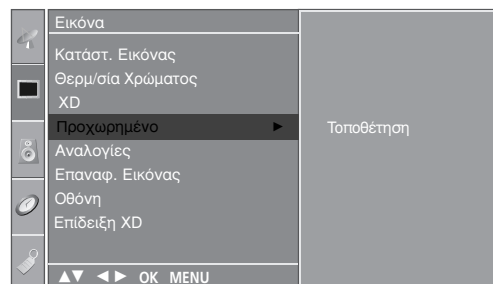 Εικόνα
Κατάστ. Εικόνας
Θερμ/σία Χρώματος
XD
Προχωρημένο ► Τοποθέτηση
Αναλογίες
Επαναφ. Εικόνας
Οθόνη
Επίδειξη XD
▲▼ ◄► OK MENU